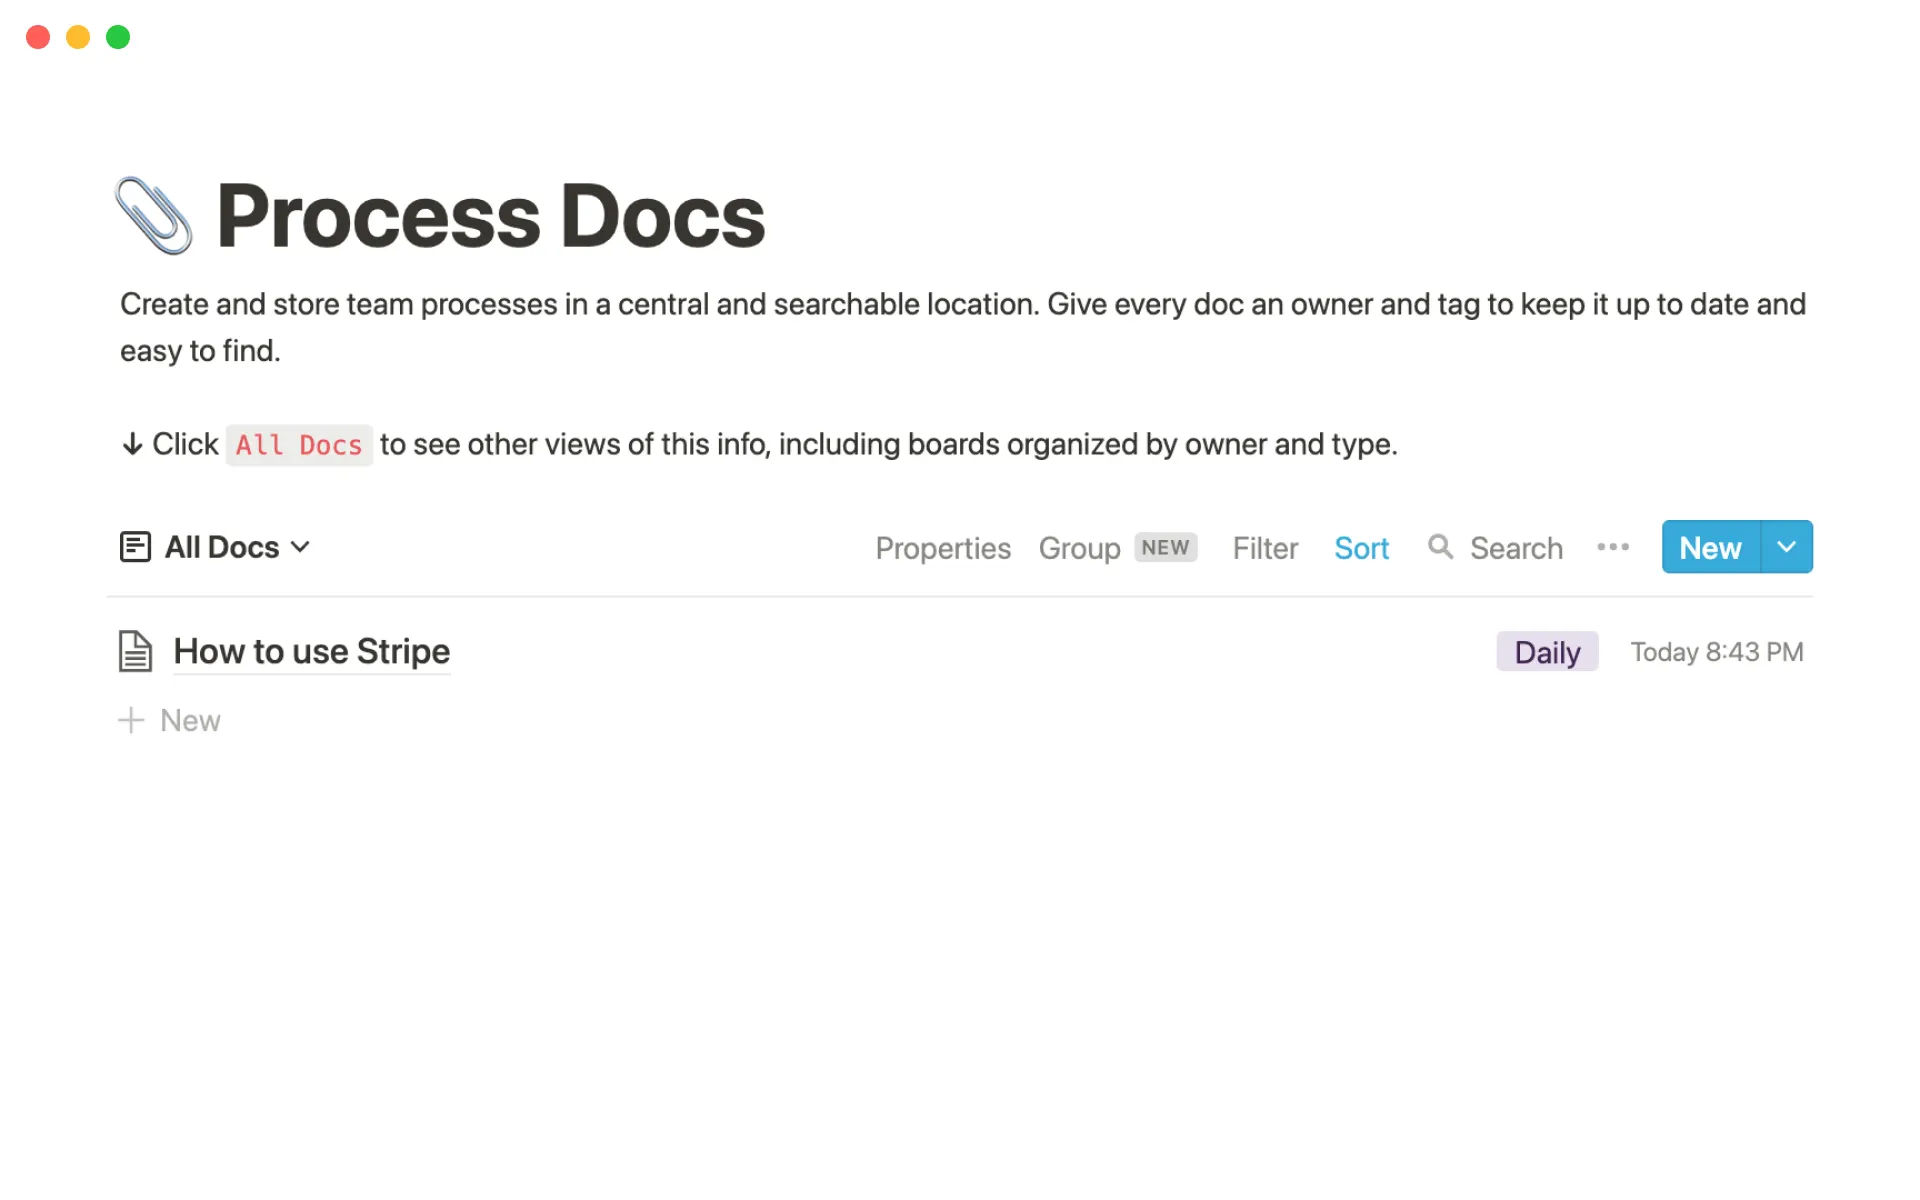 Process Docs
Create and store team processes in a central and searchable location. Give every doc an owner and tag to keep it up to date and
easy to find.
↓ Click All Docs to see other views of this info, including boards organized by owner and type.
All Docs Properties Group NEW Filter Sort Search ••• New
How to use Stripe Daily Today 8:43 PM
+ New